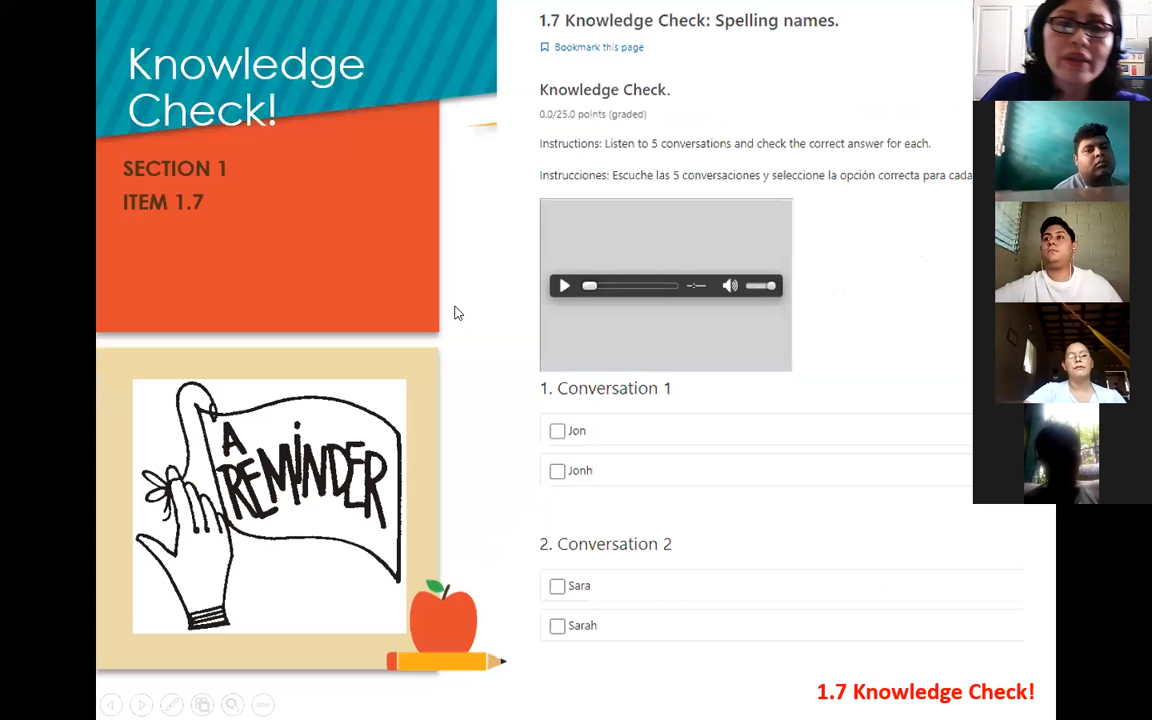 Knowledge
Check!
SECTION 1
ITEM 1.7
A
REMINDER
1.7 Knowledge Check: Spelling names.
Bookmark this page
Knowledge Check.
0.0/25.0 points (graded)
Instructions: Listen to 5 conversations and check the correct answer for each.
Instrucciones: Escuche las 5 conversaciones y seleccione la opción correcta para cada
-:--
1. Conversation 1
Jon
Jonh
2. Conversation 2
Sara
Sarah
1.7 Knowledge Check!